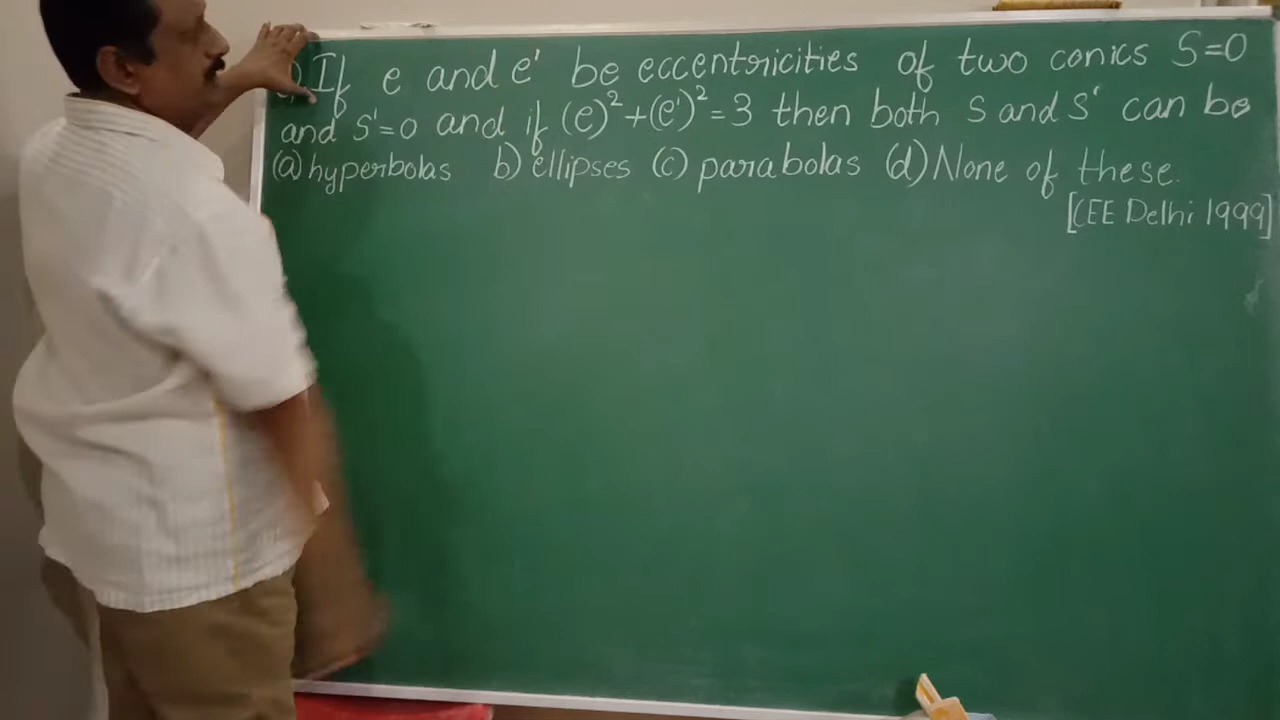 If e and e' be eccentricities of two conics S=0
and S'=0 and if (e)²+(e')²=3 then both S and S' can be
(a) hyperbolas b) ellipses (c) parabolas (d) None of these.
[CEE Delhi 1999]